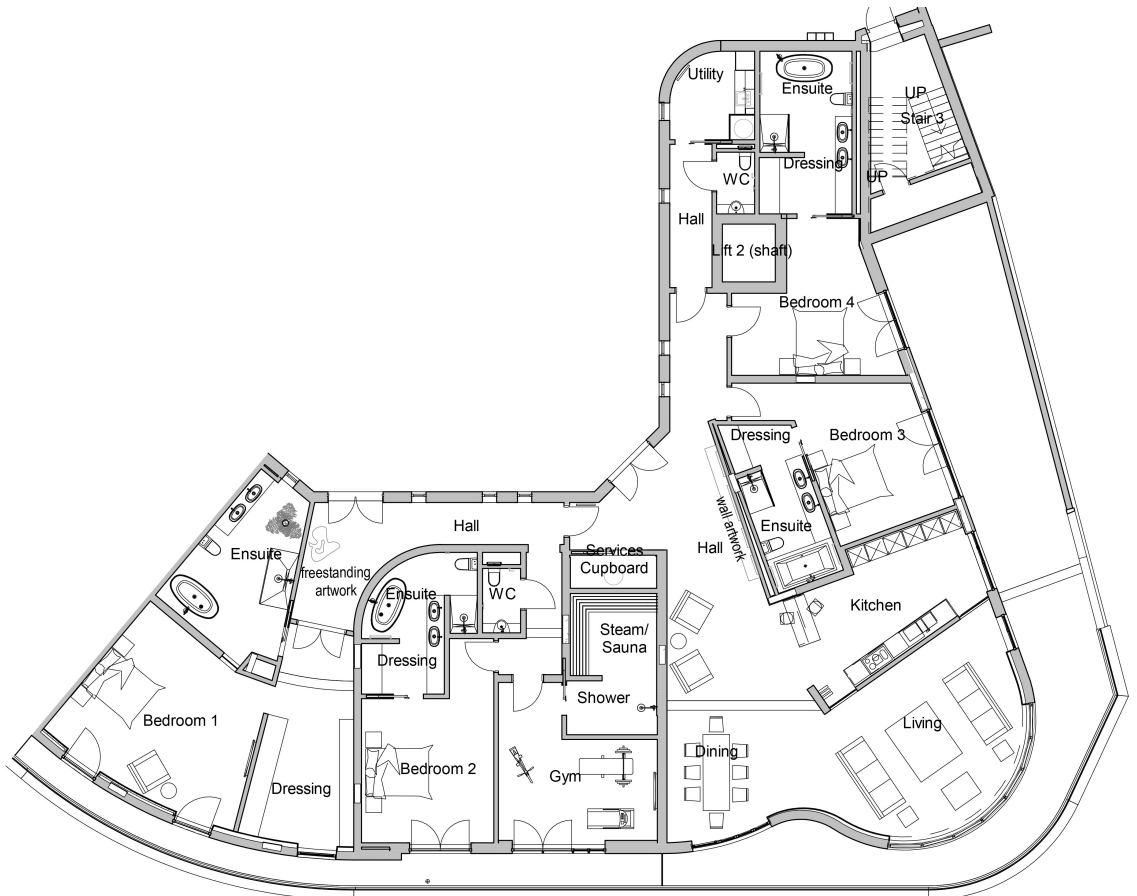 Utility
Ensuite
UP
Stair 3
Dressing
WC
UP
Hall
Lift 2 (shaft)
Bedroom 4
Dressing
Bedroom 3
wall artwork
Ensuite
Hall
Hall
Services
Cupboard
Ensuite
freestanding
artwork
Ensuite
WC
Kitchen
Steam/
Sauna
Dressing
Shower
Bedroom 1
Living
Dining
Bedroom 2
Gym
Dressing